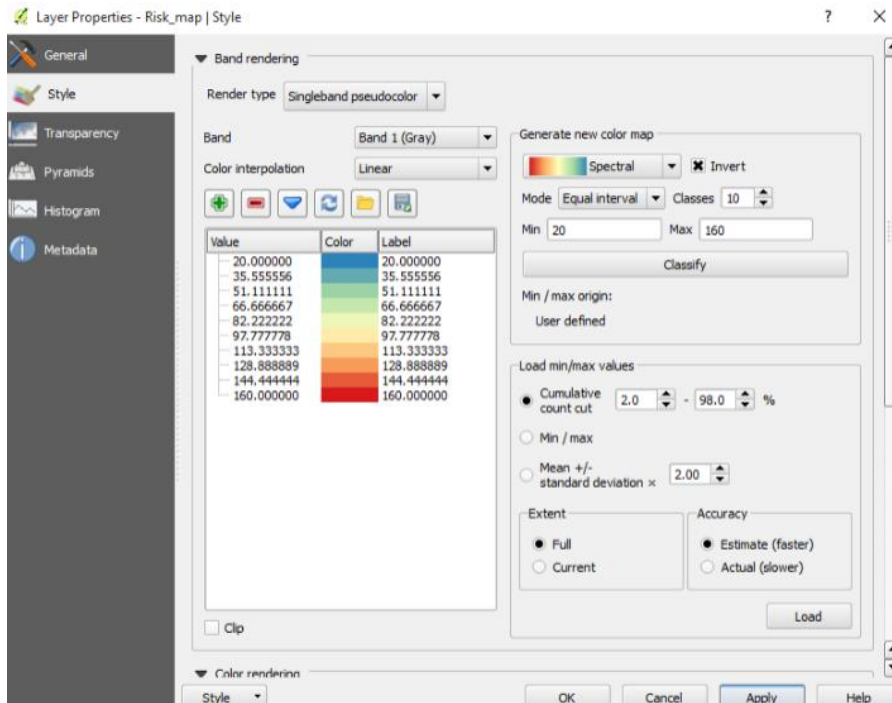 Layer Properties - Risk_map | Style
? ×
General
Style
Transparency
Pyramids
Histogram
Metadata
Band rendering
Render type Singleband pseudocolor
Band Band 1 (Gray)
Color interpolation Linear
Value Color Label
20.000000 20.000000
35.555556 35.555556
51.111111 51.111111
66.666667 66.666667
82.222222 82.222222
97.777778 97.777778
113.333333 113.333333
128.888889 128.888889
144.444444 144.444444
160.000000 160.000000
Clip
Generate new color map
Spectral Invert
Mode Equal interval Classes 10
Min 20 Max 160
Classify
Min / max origin:
User defined
Load min/max values
Cumulative
count cut 2.0 - 98.0 %
Min / max
Mean +/-
standard deviation × 2.00
Extent
Full
Current
Accuracy
Estimate (faster)
Actual (slower)
Load
Color rendering
Style OK Cancel Apply Help